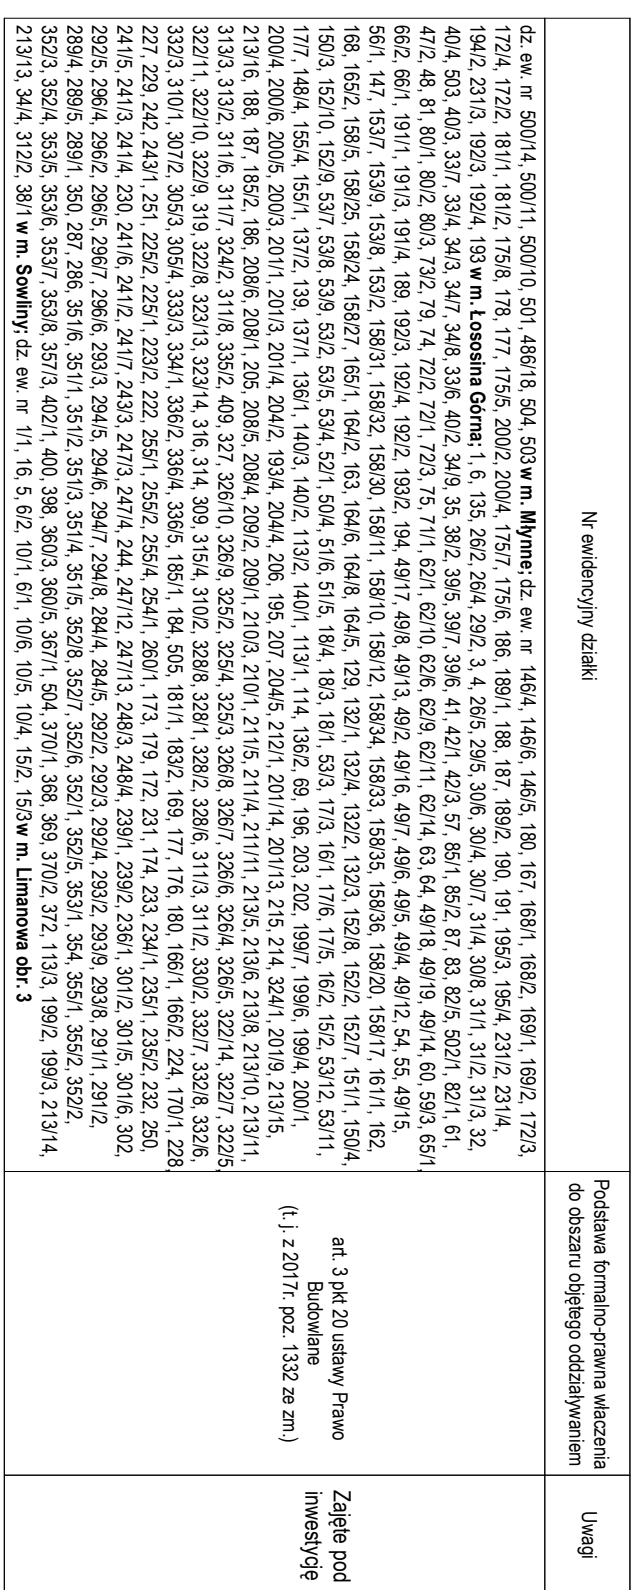 Nr ewidencyjny działki
Podstawa formalno-prawna włączenia
do obszaru objętego oddziaływaniem
Uwagi
dz. ew. nr 500/14, 500/11, 500/10, 501, 486/18, 504, 503 w m. Młynne; dz. ew. nr 146/4, 146/6, 146/5, 180, 167, 168/1, 168/2, 169/1, 169/2, 172/3,
172/4, 172/2, 181/1, 181/2, 175/8, 178, 177, 175/5, 200/2, 200/4, 175/7, 175/6, 186, 189/1, 188, 187, 189/2, 190, 191, 195/3, 195/4, 231/2, 231/4,
194/2, 231/3, 192/3, 192/4, 193 w m. Łososina Górna; 1, 6, 135, 26/2, 26/4, 29/2, 3, 4, 26/5, 29/5, 30/6, 30/4, 30/7, 31/4, 30/8, 31/1, 31/2, 31/3, 32,
40/4, 503, 40/3, 33/7, 33/4, 34/3, 34/7, 34/8, 33/6, 40/2, 34/9, 35, 38/2, 39/5, 39/7, 39/6, 41, 42/1, 42/3, 57, 85/1, 85/2, 87, 83, 82/5, 502/1, 82/1, 61,
47/2, 48, 81, 80/1, 80/2, 80/3, 73/2, 79, 74, 72/2, 72/1, 72/3, 75, 71/1, 62/1, 62/10, 62/6, 62/9, 62/11, 62/14, 63, 64, 49/18, 49/19, 49/14, 60, 59/3, 65/1,
66/2, 66/1, 191/1, 191/3, 191/4, 189, 192/3, 192/4, 192/2, 193/2, 194, 49/17, 49/8, 49/13, 49/2, 49/16, 49/7, 49/6, 49/5, 49/4, 49/12, 54, 55, 49/15,
56/1, 147, 153/7, 153/9, 153/8, 153/2, 158/31, 158/32, 158/30, 158/11, 158/10, 158/12, 158/34, 158/33, 158/35, 158/36, 158/20, 158/17, 161/1, 162,
168, 165/2, 158/5, 158/25, 158/24, 158/27, 165/1, 164/2, 163, 164/6, 164/8, 164/5, 129, 132/1, 132/4, 132/2, 132/3, 152/8, 152/2, 152/7, 151/1, 150/4,
150/3, 152/10, 152/9, 53/7, 53/8, 53/9, 53/2, 53/5, 53/4, 52/1, 50/4, 51/6, 51/5, 18/4, 18/3, 18/1, 53/3, 17/3, 16/1, 17/6, 17/5, 16/2, 15/2, 53/12, 53/11,
17/7, 148/4, 155/4, 155/1, 137/2, 139, 137/1, 136/1, 140/3, 140/2, 113/2, 140/1, 113/1, 114, 136/2, 69, 196, 203, 202, 199/7, 199/6, 199/4, 200/1,
200/4, 200/6, 200/5, 200/3, 201/1, 201/3, 201/4, 204/2, 193/4, 204/4, 206, 195, 207, 204/5, 212/1, 201/14, 201/13, 215, 214, 324/1, 201/9, 213/15,
213/16, 188, 187, 185/2, 186, 208/6, 208/1, 205, 208/5, 208/4, 209/2, 209/1, 210/3, 210/1, 211/5, 211/4, 211/11, 213/5, 213/6, 213/8, 213/10, 213/11,
313/3, 313/2, 311/6, 311/7, 324/2, 311/8, 335/2, 409, 327, 326/10, 326/9, 325/2, 325/4, 325/3, 326/8, 326/7, 326/6, 326/4, 326/5, 322/14, 322/7, 322/5,
322/11, 322/10, 322/9, 319, 322/8, 323/13, 323/14, 316, 314, 309, 315/4, 310/2, 328/8, 328/1, 328/2, 328/6, 311/3, 311/2, 330/2, 332/7, 332/8, 332/6,
332/3, 310/1, 307/2, 305/3, 305/4, 333/3, 334/1, 336/2, 336/4, 336/5, 185/1, 184, 505, 181/1, 183/2, 169, 177, 176, 180, 166/1, 166/2, 224, 170/1, 228,
227, 229, 242, 243/1, 251, 225/2, 225/1, 223/2, 222, 255/1, 255/2, 255/4, 254/1, 260/1, 173, 179, 172, 231, 174, 233, 234/1, 235/1, 235/2, 232, 250,
241/5, 241/3, 241/4, 230, 241/6, 241/2, 241/7, 243/3, 247/3, 247/4, 244, 247/12, 247/13, 248/3, 248/4, 239/1, 239/2, 236/1, 301/2, 301/5, 301/6, 302,
292/5, 296/4, 296/2, 296/5, 296/7, 296/6, 293/3, 294/5, 294/6, 294/7, 294/8, 284/4, 284/5, 292/2, 292/3, 292/4, 293/2, 293/9, 293/8, 291/1, 291/2,
289/4, 289/5, 289/1, 350, 287, 286, 351/6, 351/1, 351/2, 351/3, 351/4, 351/5, 352/8, 352/7, 352/6, 352/1, 352/5, 353/1, 354, 355/1, 355/2, 352/2,
352/3, 352/4, 353/5, 353/6, 353/7, 353/8, 357/3, 402/1, 400, 398, 360/3, 360/5, 367/1, 504, 370/1, 368, 369, 370/2, 372, 113/3, 199/2, 199/3, 213/14,
213/13, 34/4, 312/2, 38/1 w m. Sowliny; dz. ew. nr 1/1, 16, 5, 6/2, 10/1, 6/1, 10/6, 10/5, 10/4, 15/2, 15/3 w m. Limanowa obr. 3
art. 3 pkt 20 ustawy Prawo
Budowlane
(t. j. z 2017r. poz. 1332 ze zm.)
Zajęte pod
inwestycję